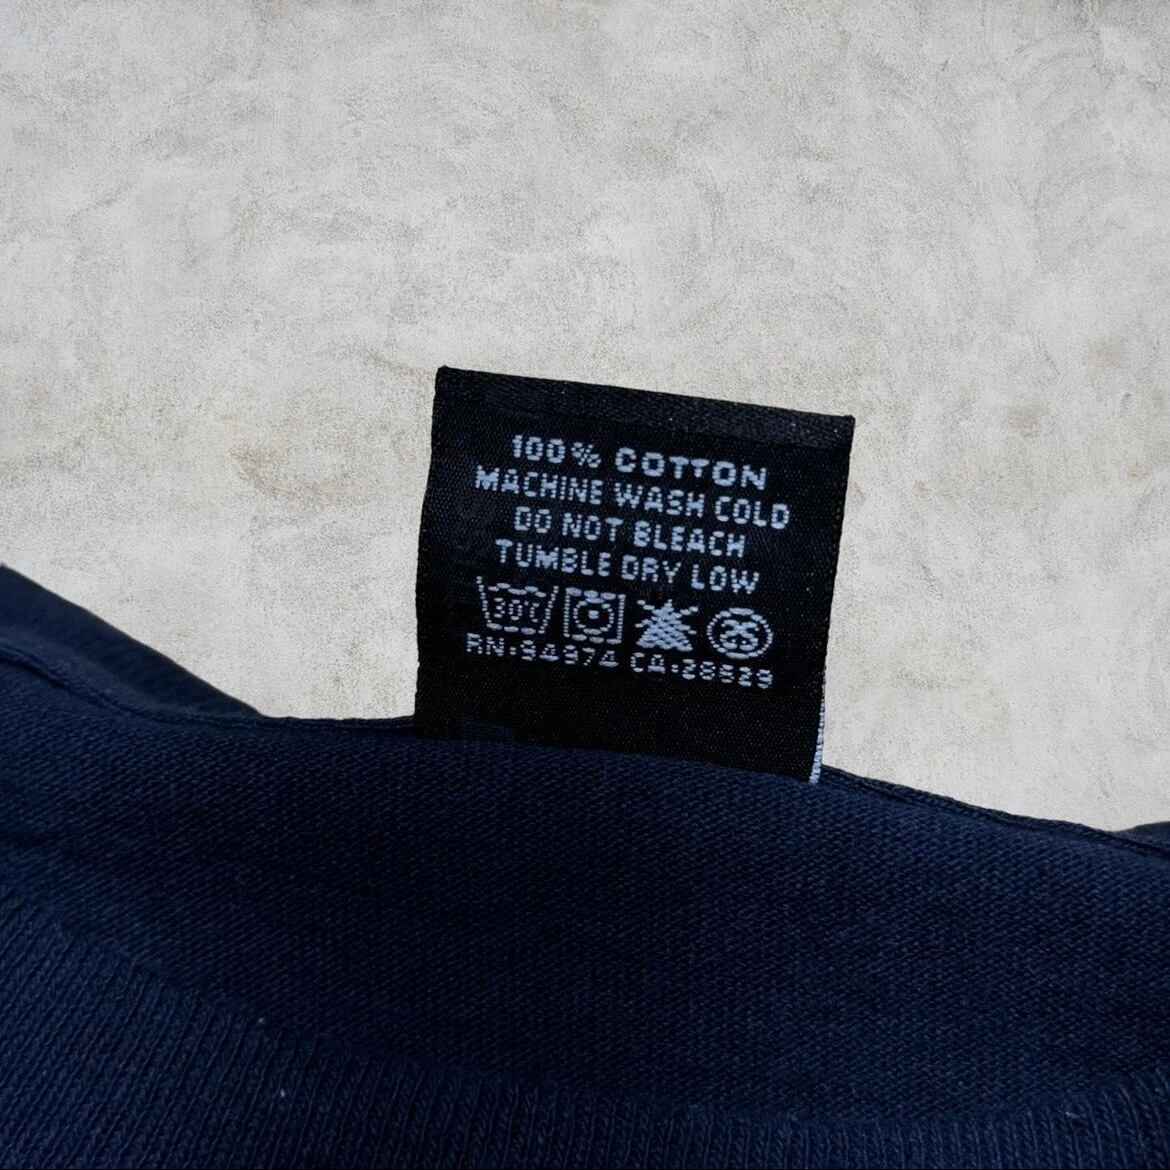 100% COTTON
MACHINE WASH COLD
DO NOT BLEACH
TUMBLE DRY LOW
30°C
RN:94974 CA:28529